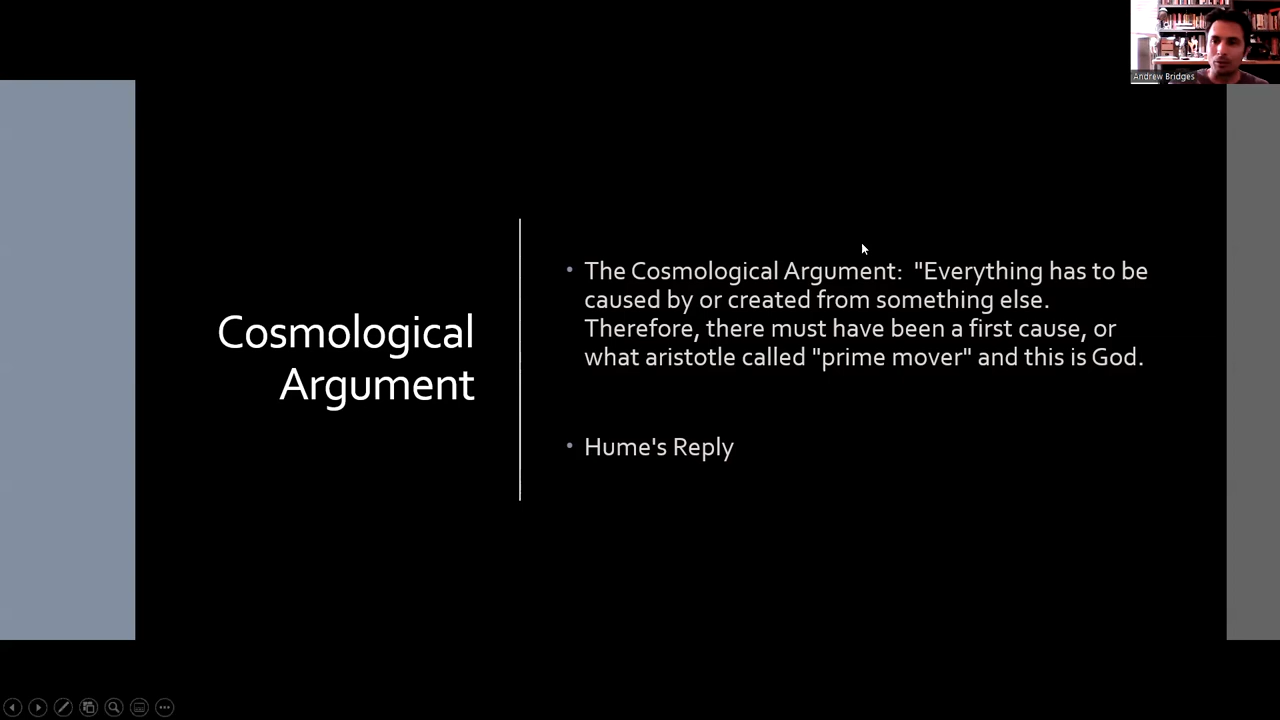 Andrew Bridges
Cosmological
Argument
• The Cosmological Argument:  "Everything has to be
caused by or created from something else.
Therefore, there must have been a first cause, or
what aristotle called "prime mover" and this is God.
• Hume's Reply